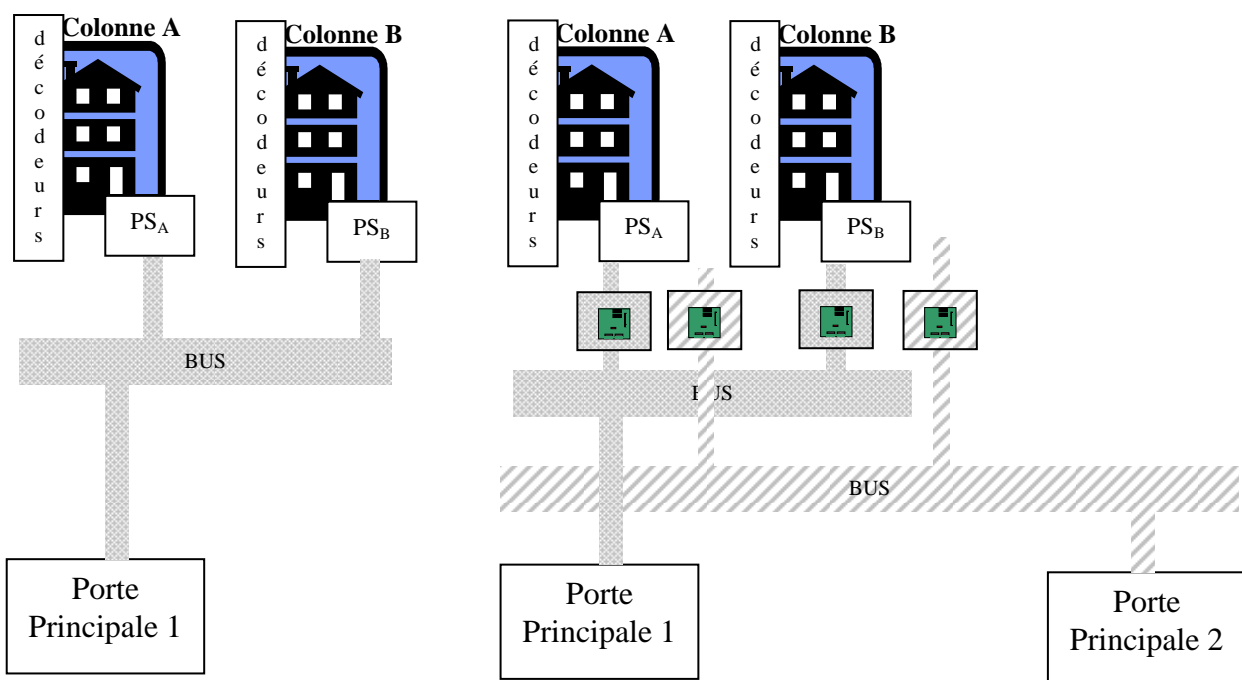 Colonne A
décodeurs
PSA
Colonne B
décodeurs
PSB
BUS
Porte
Principale 1
Colonne A
décodeurs
PSA
Colonne B
décodeurs
PSB
BUS
BUS
Porte
Principale 1
Porte
Principale 2